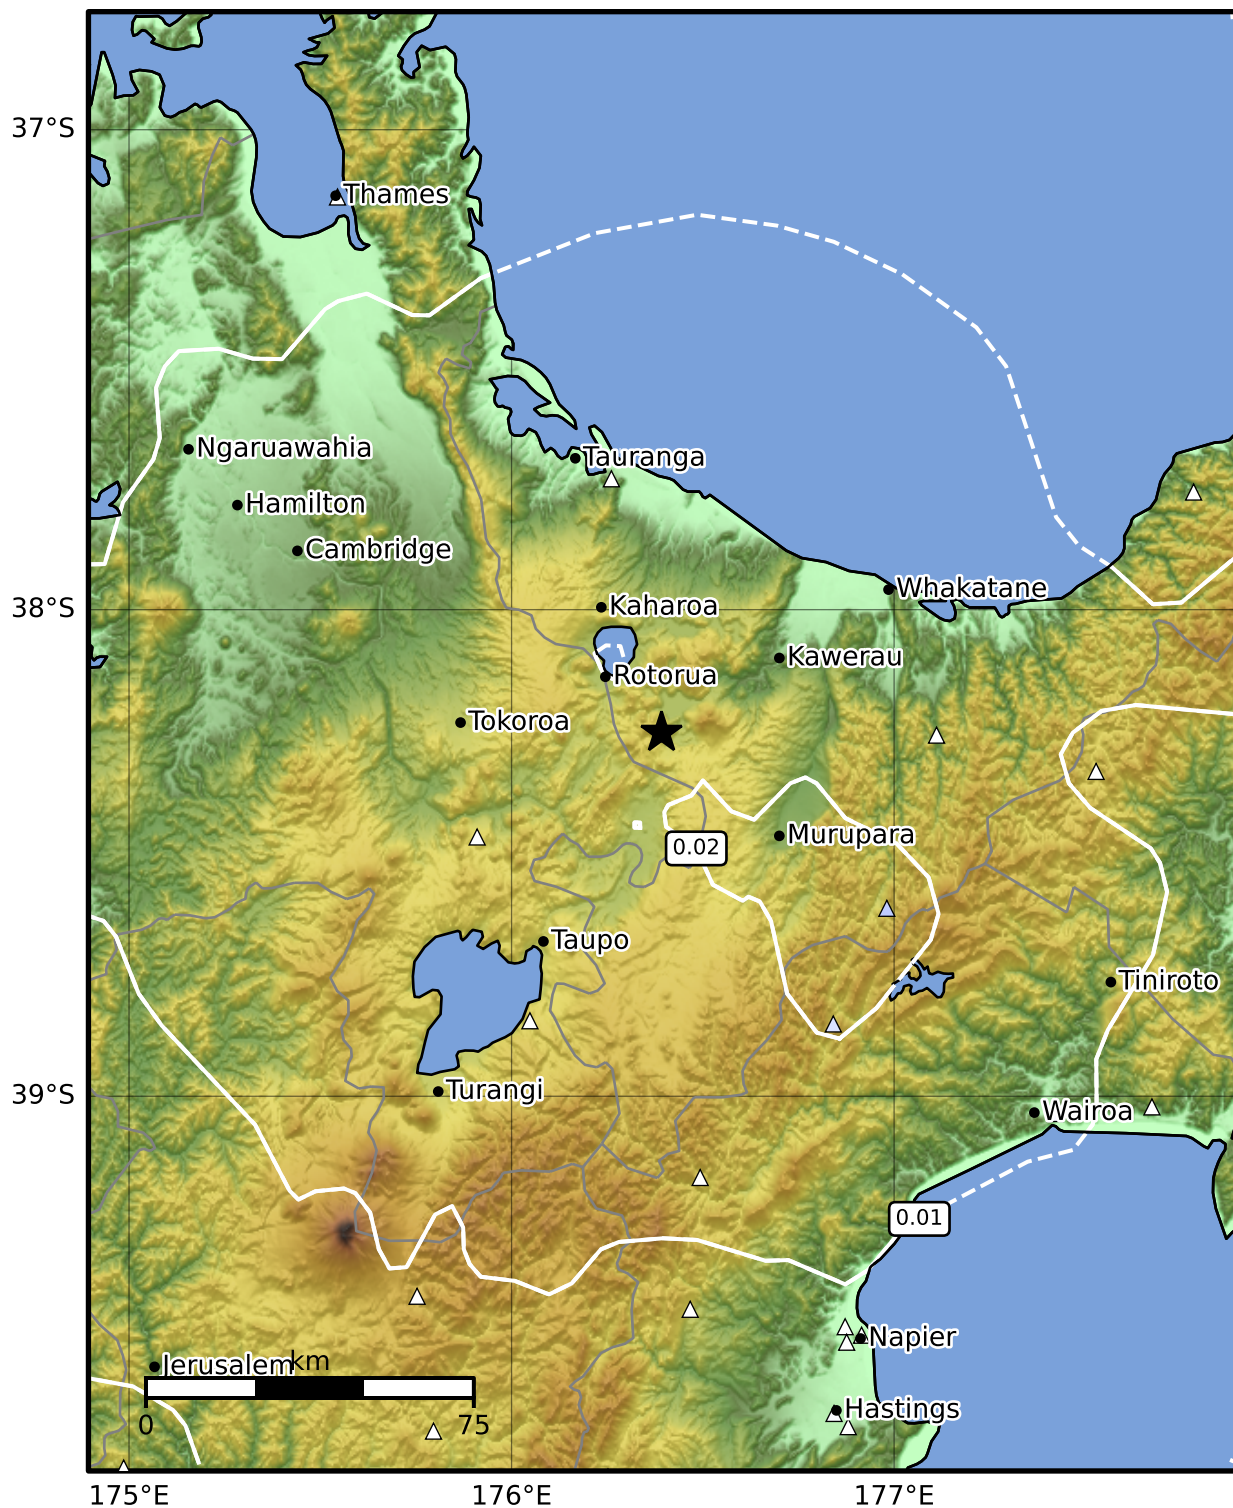 37°S
Thames
Ngaruawahia
Tauranga
Hamilton
Cambridge
Whakatane
38°S
Kaharoa
Kawerau
Rotorua
Tokoroa
Murupara
0.02
Taupo
Tiniroto
Turangi
39°S
Wairoa
0.01
Napier
Jerusalem
km
0
75
Hastings
175°E
176°E
177°E